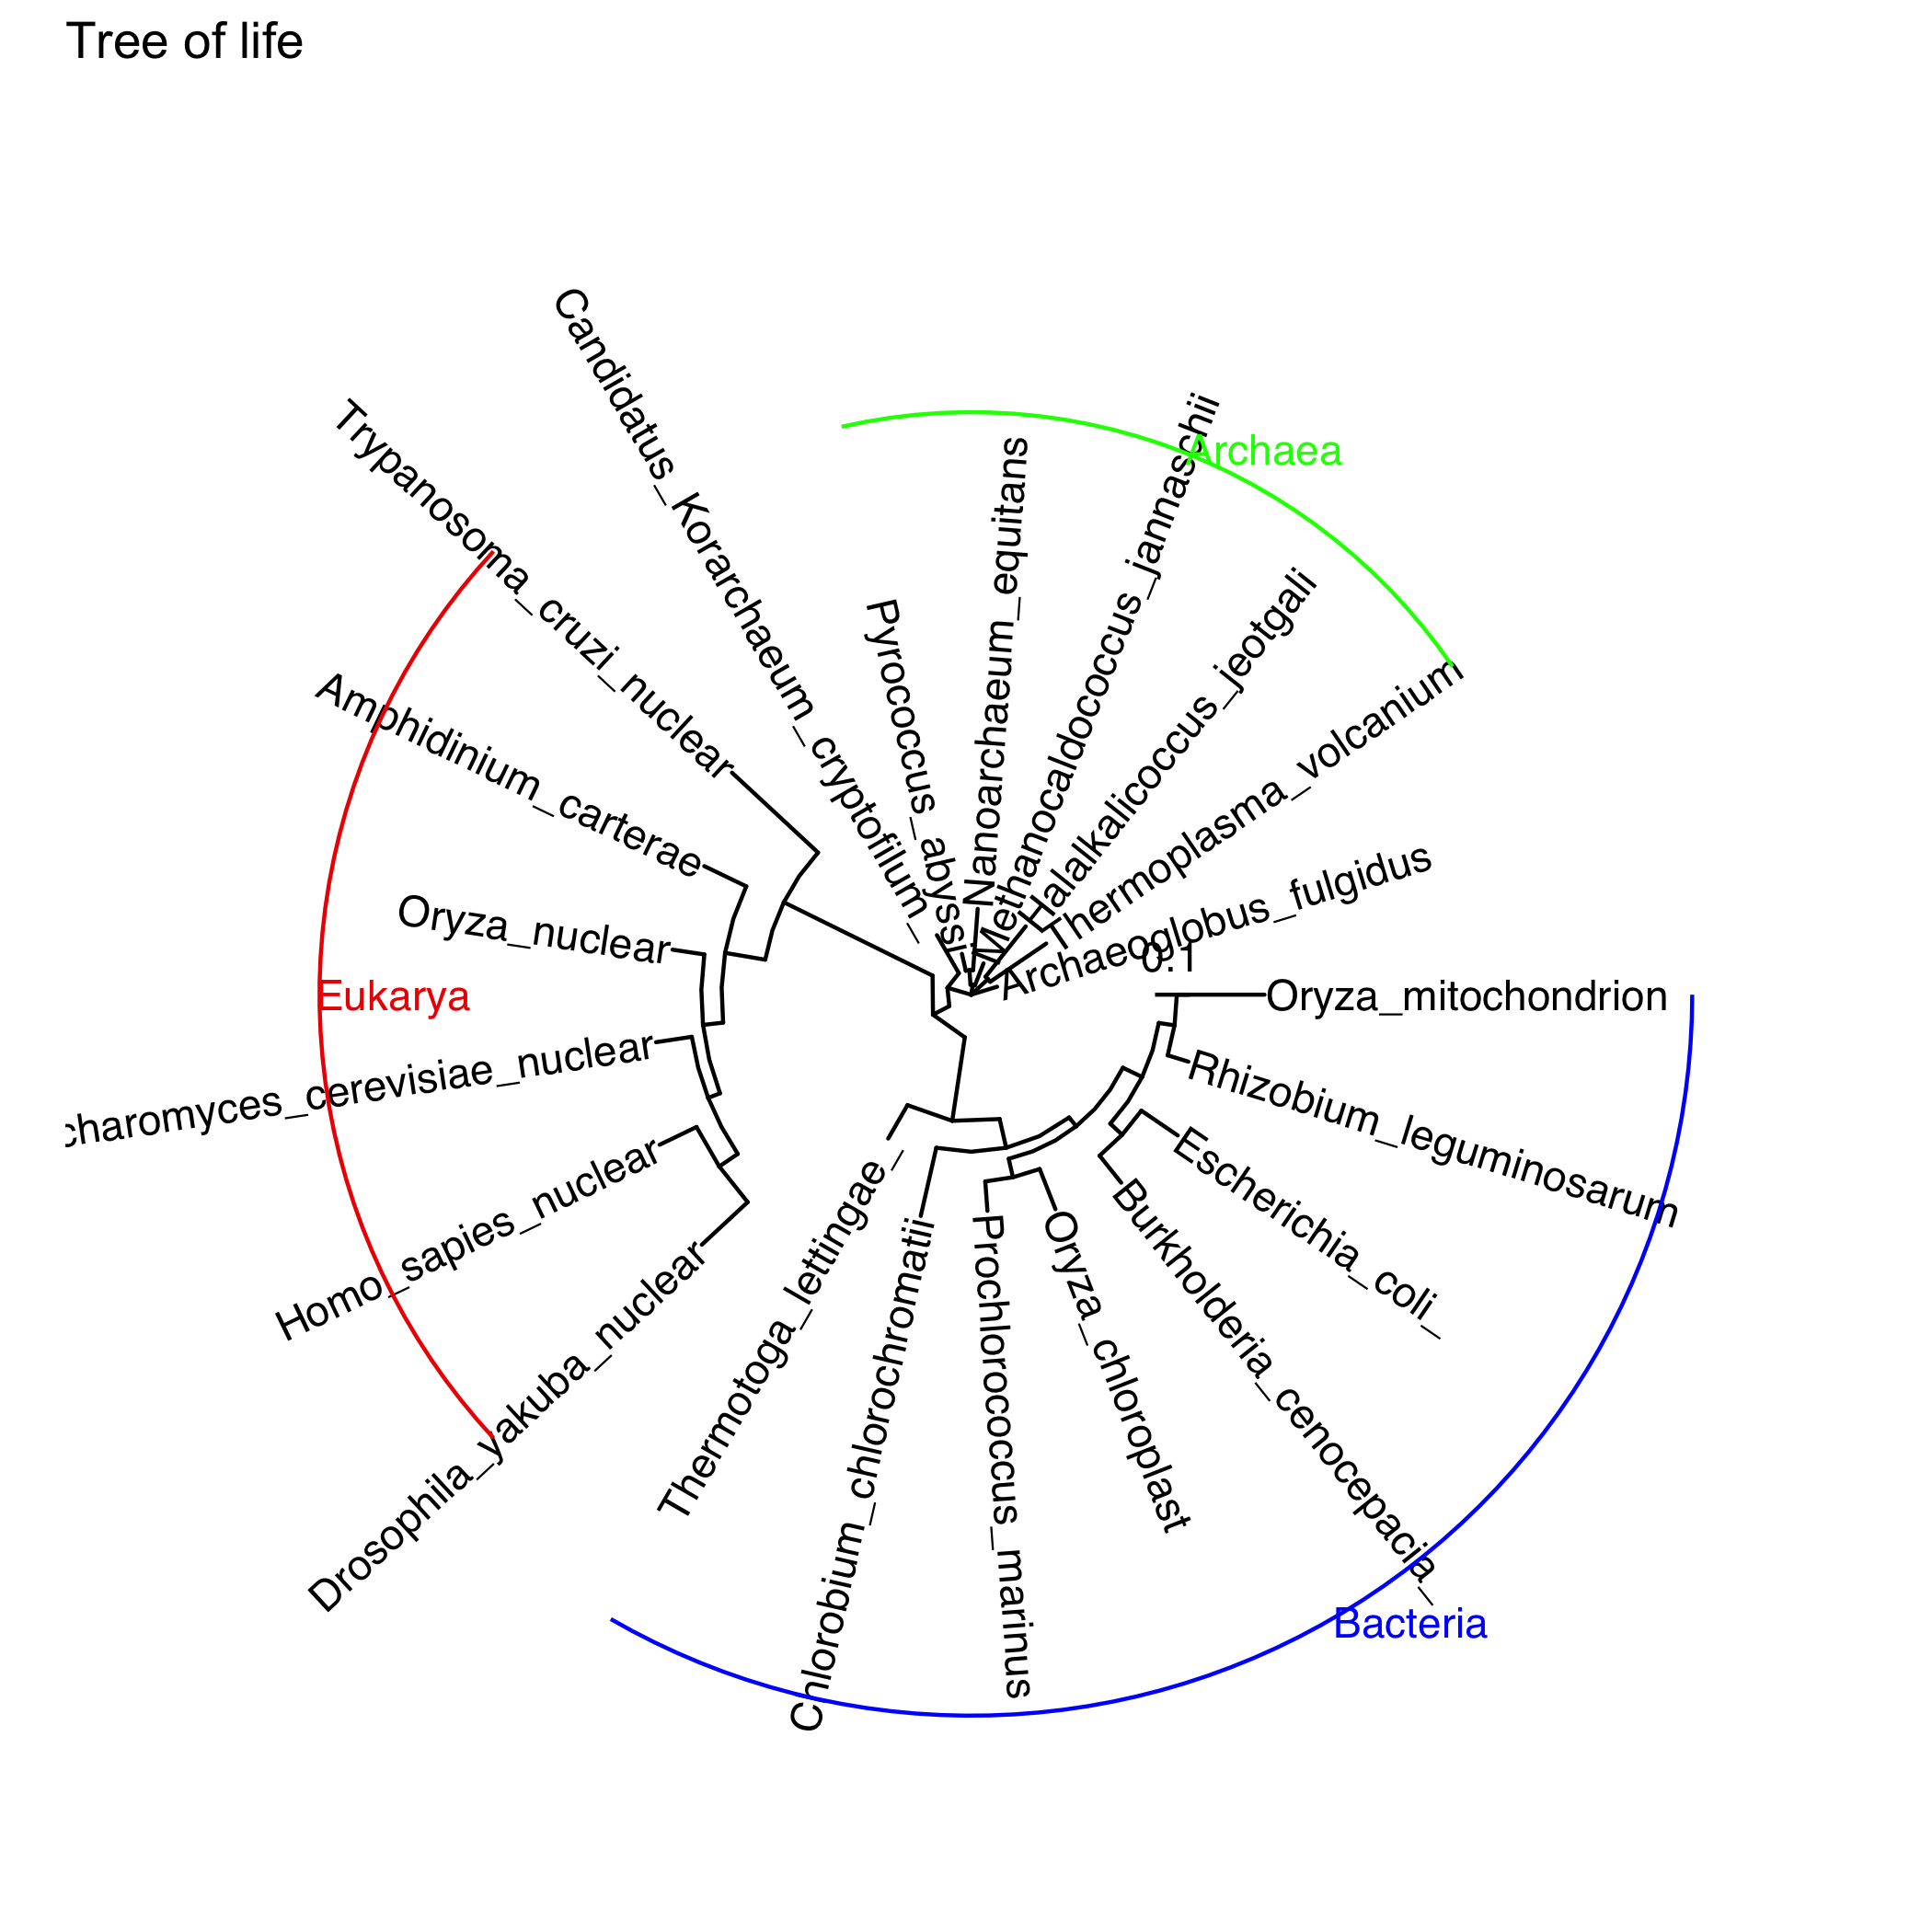 Tree of life
Candidatus_Korarchaeum_cryptofilum_
Trypanosoma_cruzi_nuclear
Amphidinium_carterae
Oryza_nuclear
Eukarya
charomyces_cerevisiae_nuclear
Homo_sapies_nuclear
Drosophila_yakuba_nuclear
Pyrococcus_abyssi
Nanoarchaeum_equitans
Methanocaldococcus_jannaschii
Archaea
Halalkalicoccus_jeotgali
Thermoplasma_volcanium
Archaeoglobus_fulgidus
0.1
Oryza_mitochondrion
Rhizobium_leguminosarum
Escherichia_coli_
Burkholderia_cenocepacia_
Bacteria
Oryza_chloroplast
Prochlorococcus_marinus
Chlorobium_chlorochromatii
Thermotoga_lettingae_